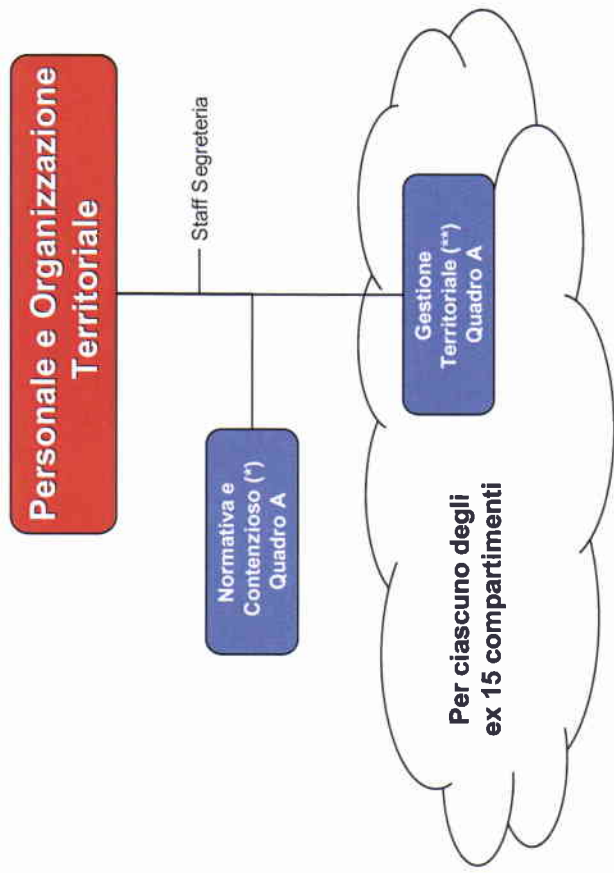 Personale e Organizzazione
Territoriale
Staff Segreteria
Normativa e
Contenzioso (*)
Quadro A
Gestione
Territoriale (**)
Quadro A
Per ciascuno degli
ex 15 compartimenti